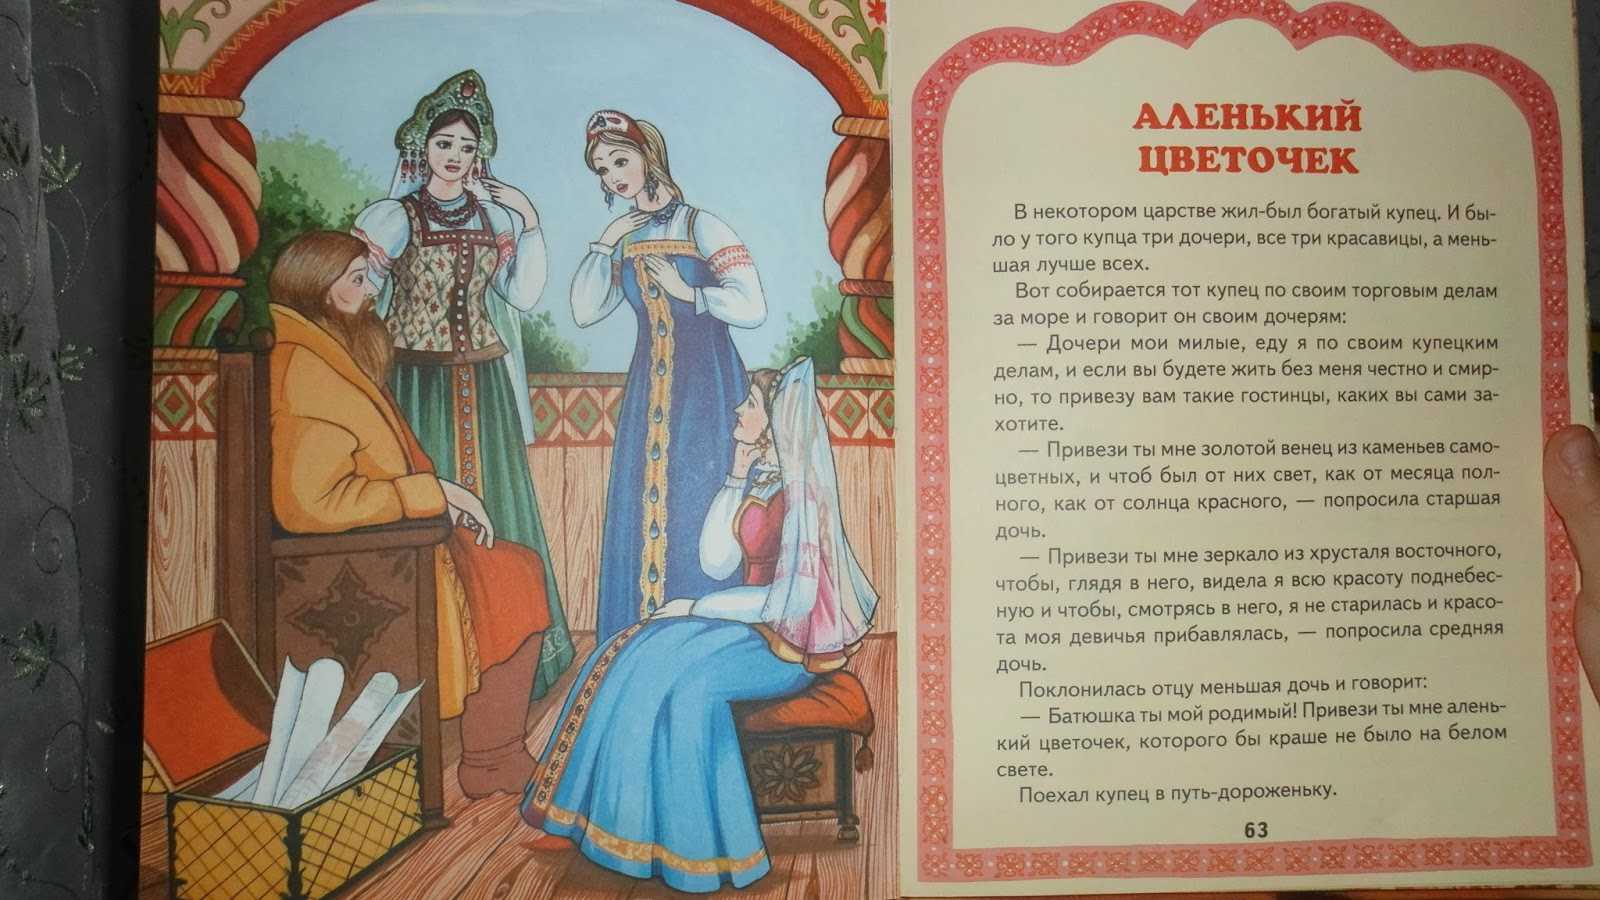 АЛЕНЬКИЙ
ЦВЕТОЧЕК
В некотором царстве жил-был богатый купец. И бы-
ло у того купца три дочери, все три красавицы, а мень-
шая лучше всех.
Вот собирается тот купец по своим торговым делам
за море и говорит он своим дочерям:
— Дочери мои милые, еду я по своим купецким
делам, и если вы будете жить без меня честно и смир-
но, то привезу вам такие гостинцы, каких вы сами за-
хотите.
— Привези ты мне золотой венец из каменьев само-
цветных, и чтоб был от них свет, как от месяца пол-
ного, как от солнца красного, — попросила старшая
дочь.
— Привези ты мне зеркало из хрусталя восточного,
чтобы, глядя в него, видела я всю красоту поднебес-
ную и чтобы, смотрясь в него, я не старилась и красо-
та моя девичья прибавлялась, — попросила средняя
дочь.
Поклонилась отцу меньшая дочь и говорит:
— Батюшка ты мой родимый! Привези ты мне алень-
кий цветочек, которого бы краше не было на белом
свете.
Поехал купец в путь-дороженьку.
63